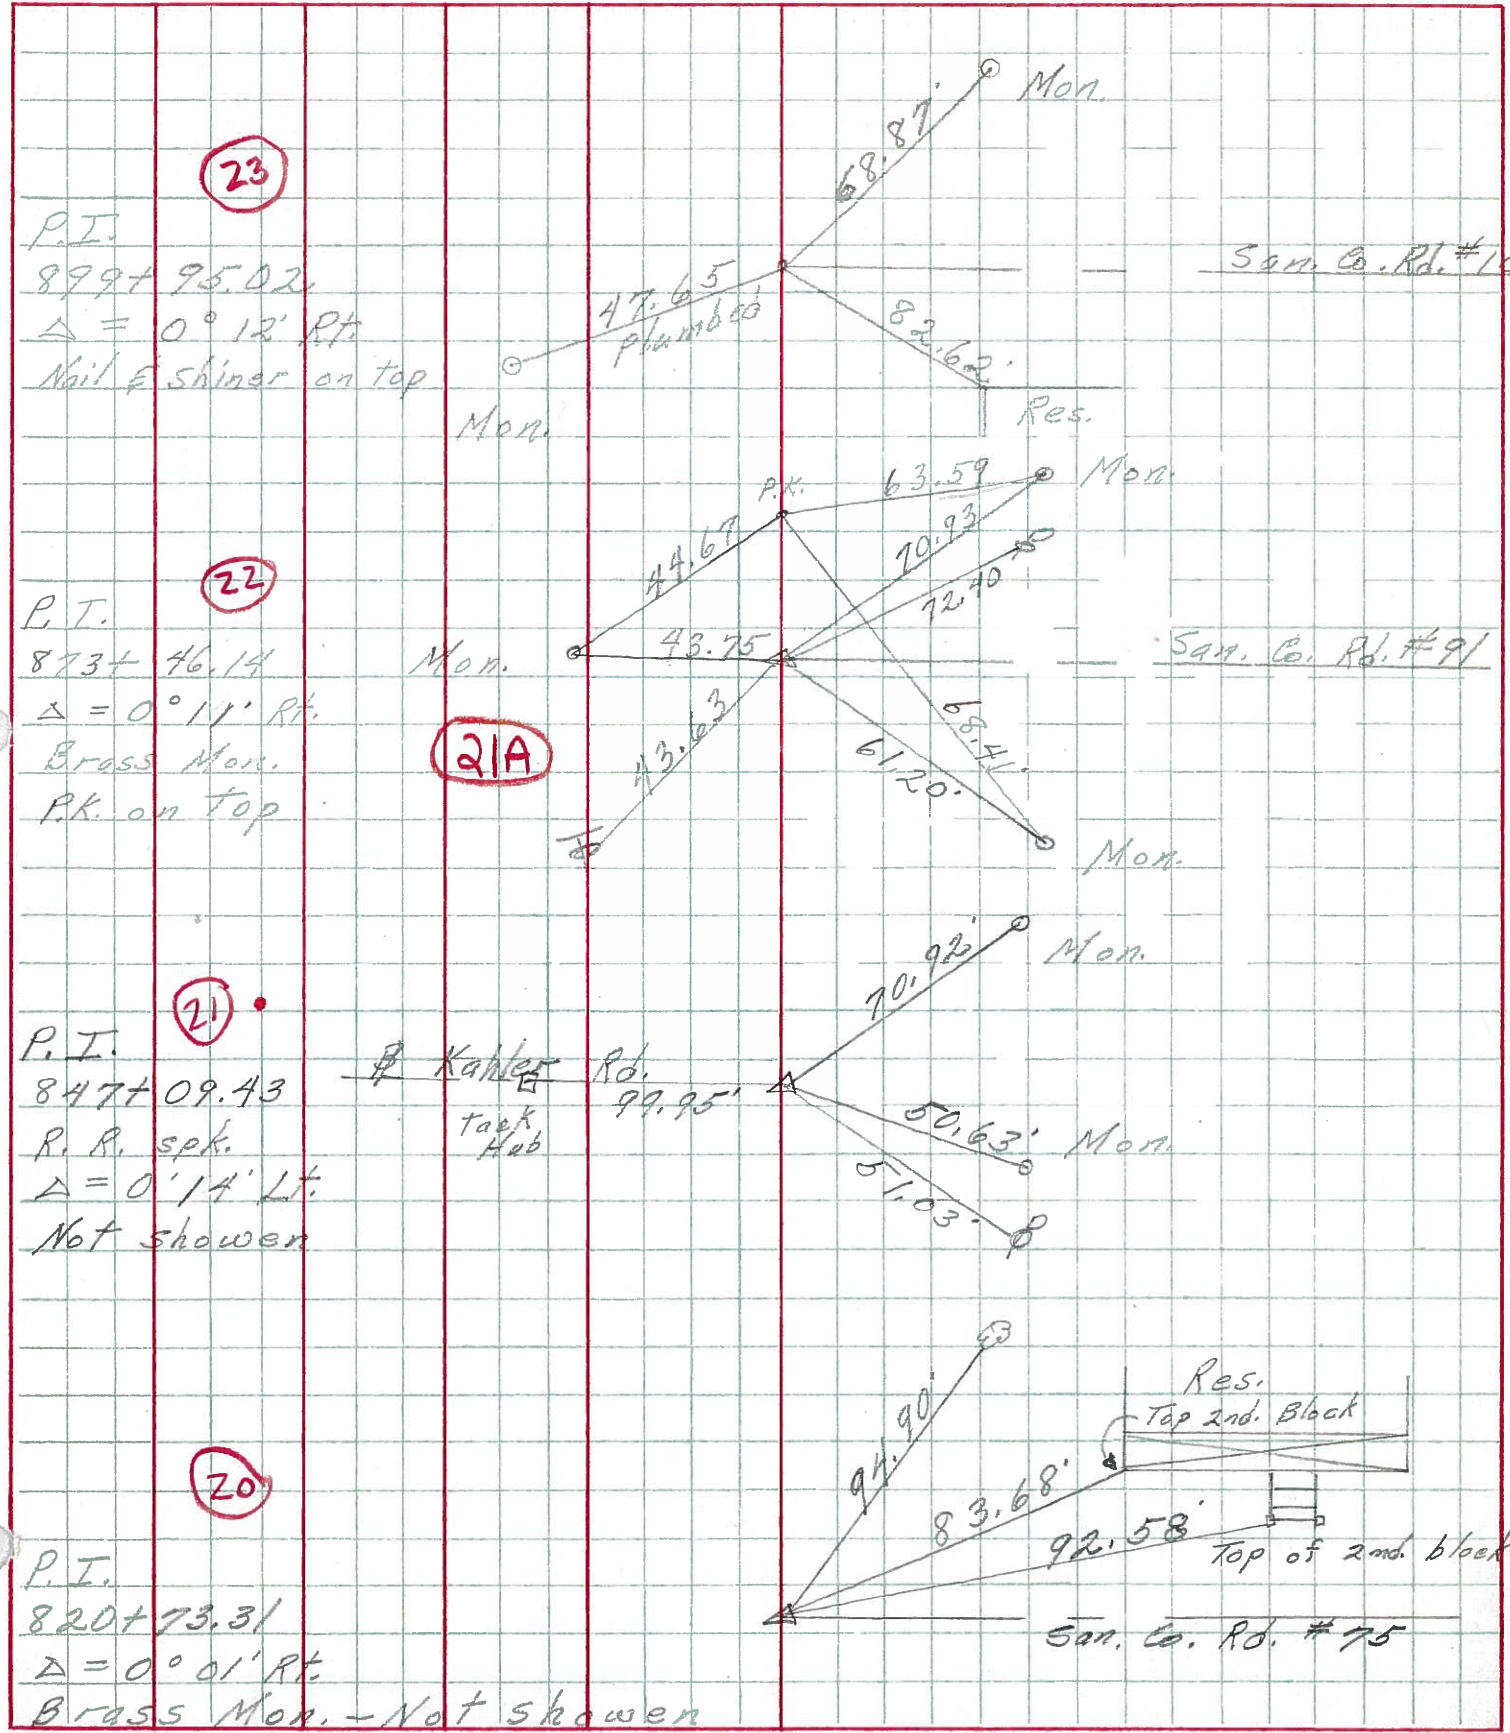 Mon.
68.87'
23
P.I.
899+ 95.02
San. Co. Rd. #1
47.65
plumbed
82.62'
Δ = 0° 12' Rt.
Nail & Shiner on top
Mon.
Res.
P.K.
63.59
Mon.
44.67
70.93
72.40
22
P.I.
873+ 46.14
Mon.
43.75
San. Co. Rd. #91
Δ = 0° 11' Rt.
21A
43.63
68.41'
61.20'
Brass Mon.
P.K. on Top
Mon.
70.92'
Mon.
21
P.I.
847+ 09.43
Kahler Rd.
99.95'
Tack
Hub
50.63'
Mon.
51.03'
R. R. spk.
Δ = 0°14' Lt.
Not showen
94.90'
Res.
Top 2nd. Block
20
83.68'
92.58'
Top of 2nd. block
P.I.
820+ 73.31
San. Co. Rd. #75
Δ = 0° 01' Rt.
Brass Mon. - Not showen